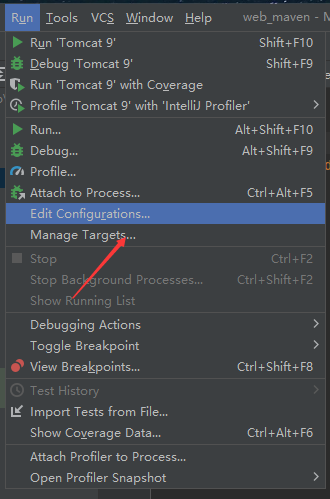 Run Tools VCS Window Help web_maven - M
Run 'Tomcat 9' Shift+F10
Debug 'Tomcat 9' Shift+F9
Run 'Tomcat 9' with Coverage
Profile 'Tomcat 9' with 'IntelliJ Profiler'
Run... Alt+Shift+F10
Debug... Alt+Shift+F9
Profile...
Attach to Process... Ctrl+Alt+F5
Edit Configurations...
Manage Targets...
Stop Ctrl+F2
Stop Background Processes... Ctrl+Shift+F2
Show Running List
Debugging Actions
Toggle Breakpoint
View Breakpoints... Ctrl+Shift+F8
Test History
Import Tests from File...
Show Coverage Data... Ctrl+Alt+F6
Attach Profiler to Process...
Open Profiler Snapshot